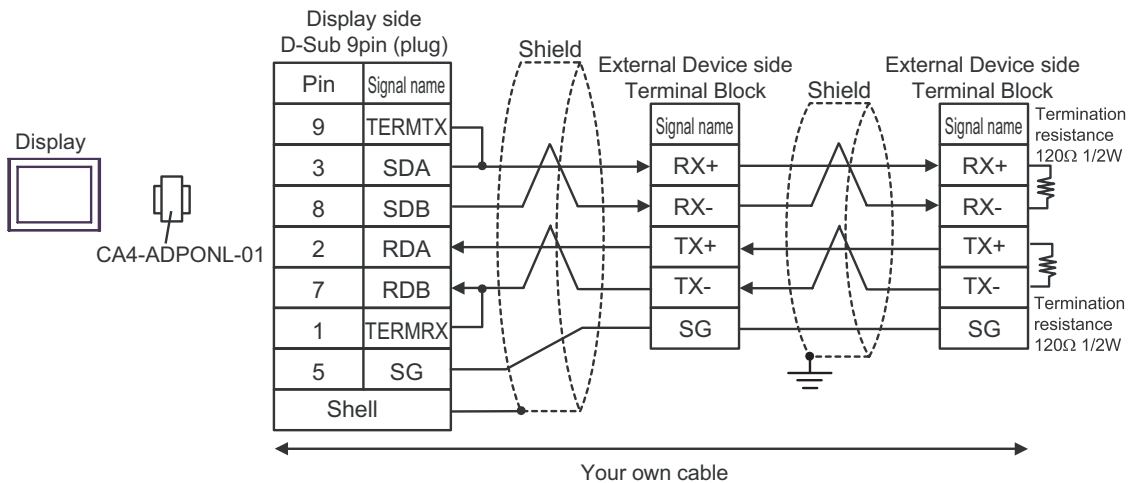 Display side
D-Sub 9pin (plug)
Shield
External Device side
Terminal Block
Shield
External Device side
Terminal Block
Pin Signal name
9 TERMTX
3 SDA
8 SDB
2 RDA
7 RDB
1 TERMRX
5 SG
Shell
Signal name
RX+
RX-
TX+
TX-
SG
Signal name
RX+
RX-
TX+
TX-
SG
Termination
resistance
120Ω 1/2W
Termination
resistance
120Ω 1/2W
Display
CA4-ADPONL-01
Your own cable